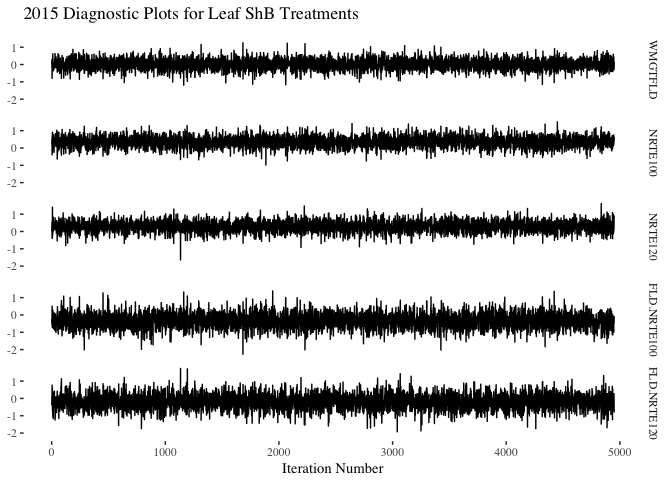 2015 Diagnostic Plots for Leaf ShB Treatments
1
0
-1
-2
WMGTFLD
1
0
-1
-2
NRTE100
1
0
-1
-2
NRTE120
1
0
-1
-2
FLD.NRTE100
1
0
-1
-2
FLD.NRTE120
0 1000 2000 3000 4000 5000
Iteration Number